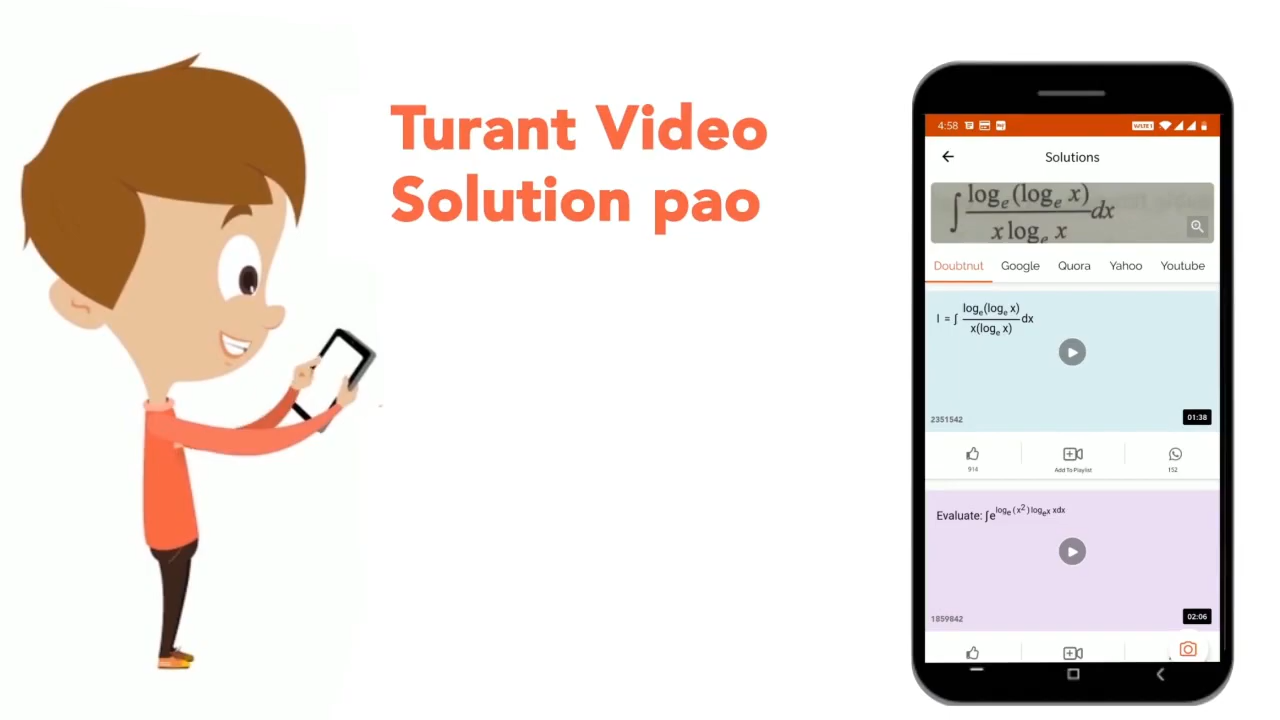 Turant Video
Solution pao
4:58
Solutions
∫ logₑ(logₑ x) / x logₑ x dx
Doubtnut Google Quora Yahoo Youtube
I = ∫ logₑ(logₑ x) / x(logₑ x) dx
2351542 01:38
914 Add To Playlist 152
Evaluate: ∫e^logₑ(x²)logₑx xdx
1859842 02:06